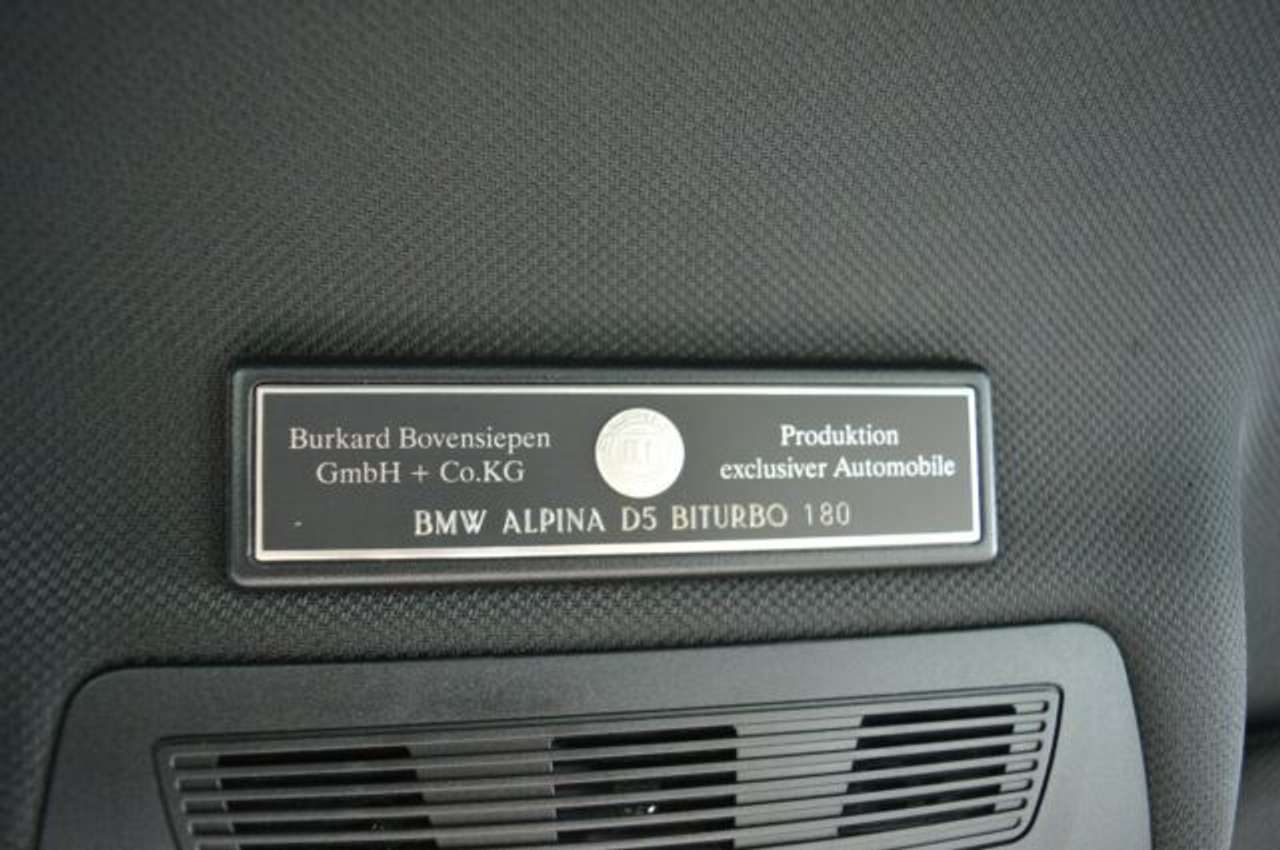 Burkard Bovensiepen
GmbH + Co.KG
Produktion
exclusiver Automobile
BMW ALPINA D5 BITURBO 180